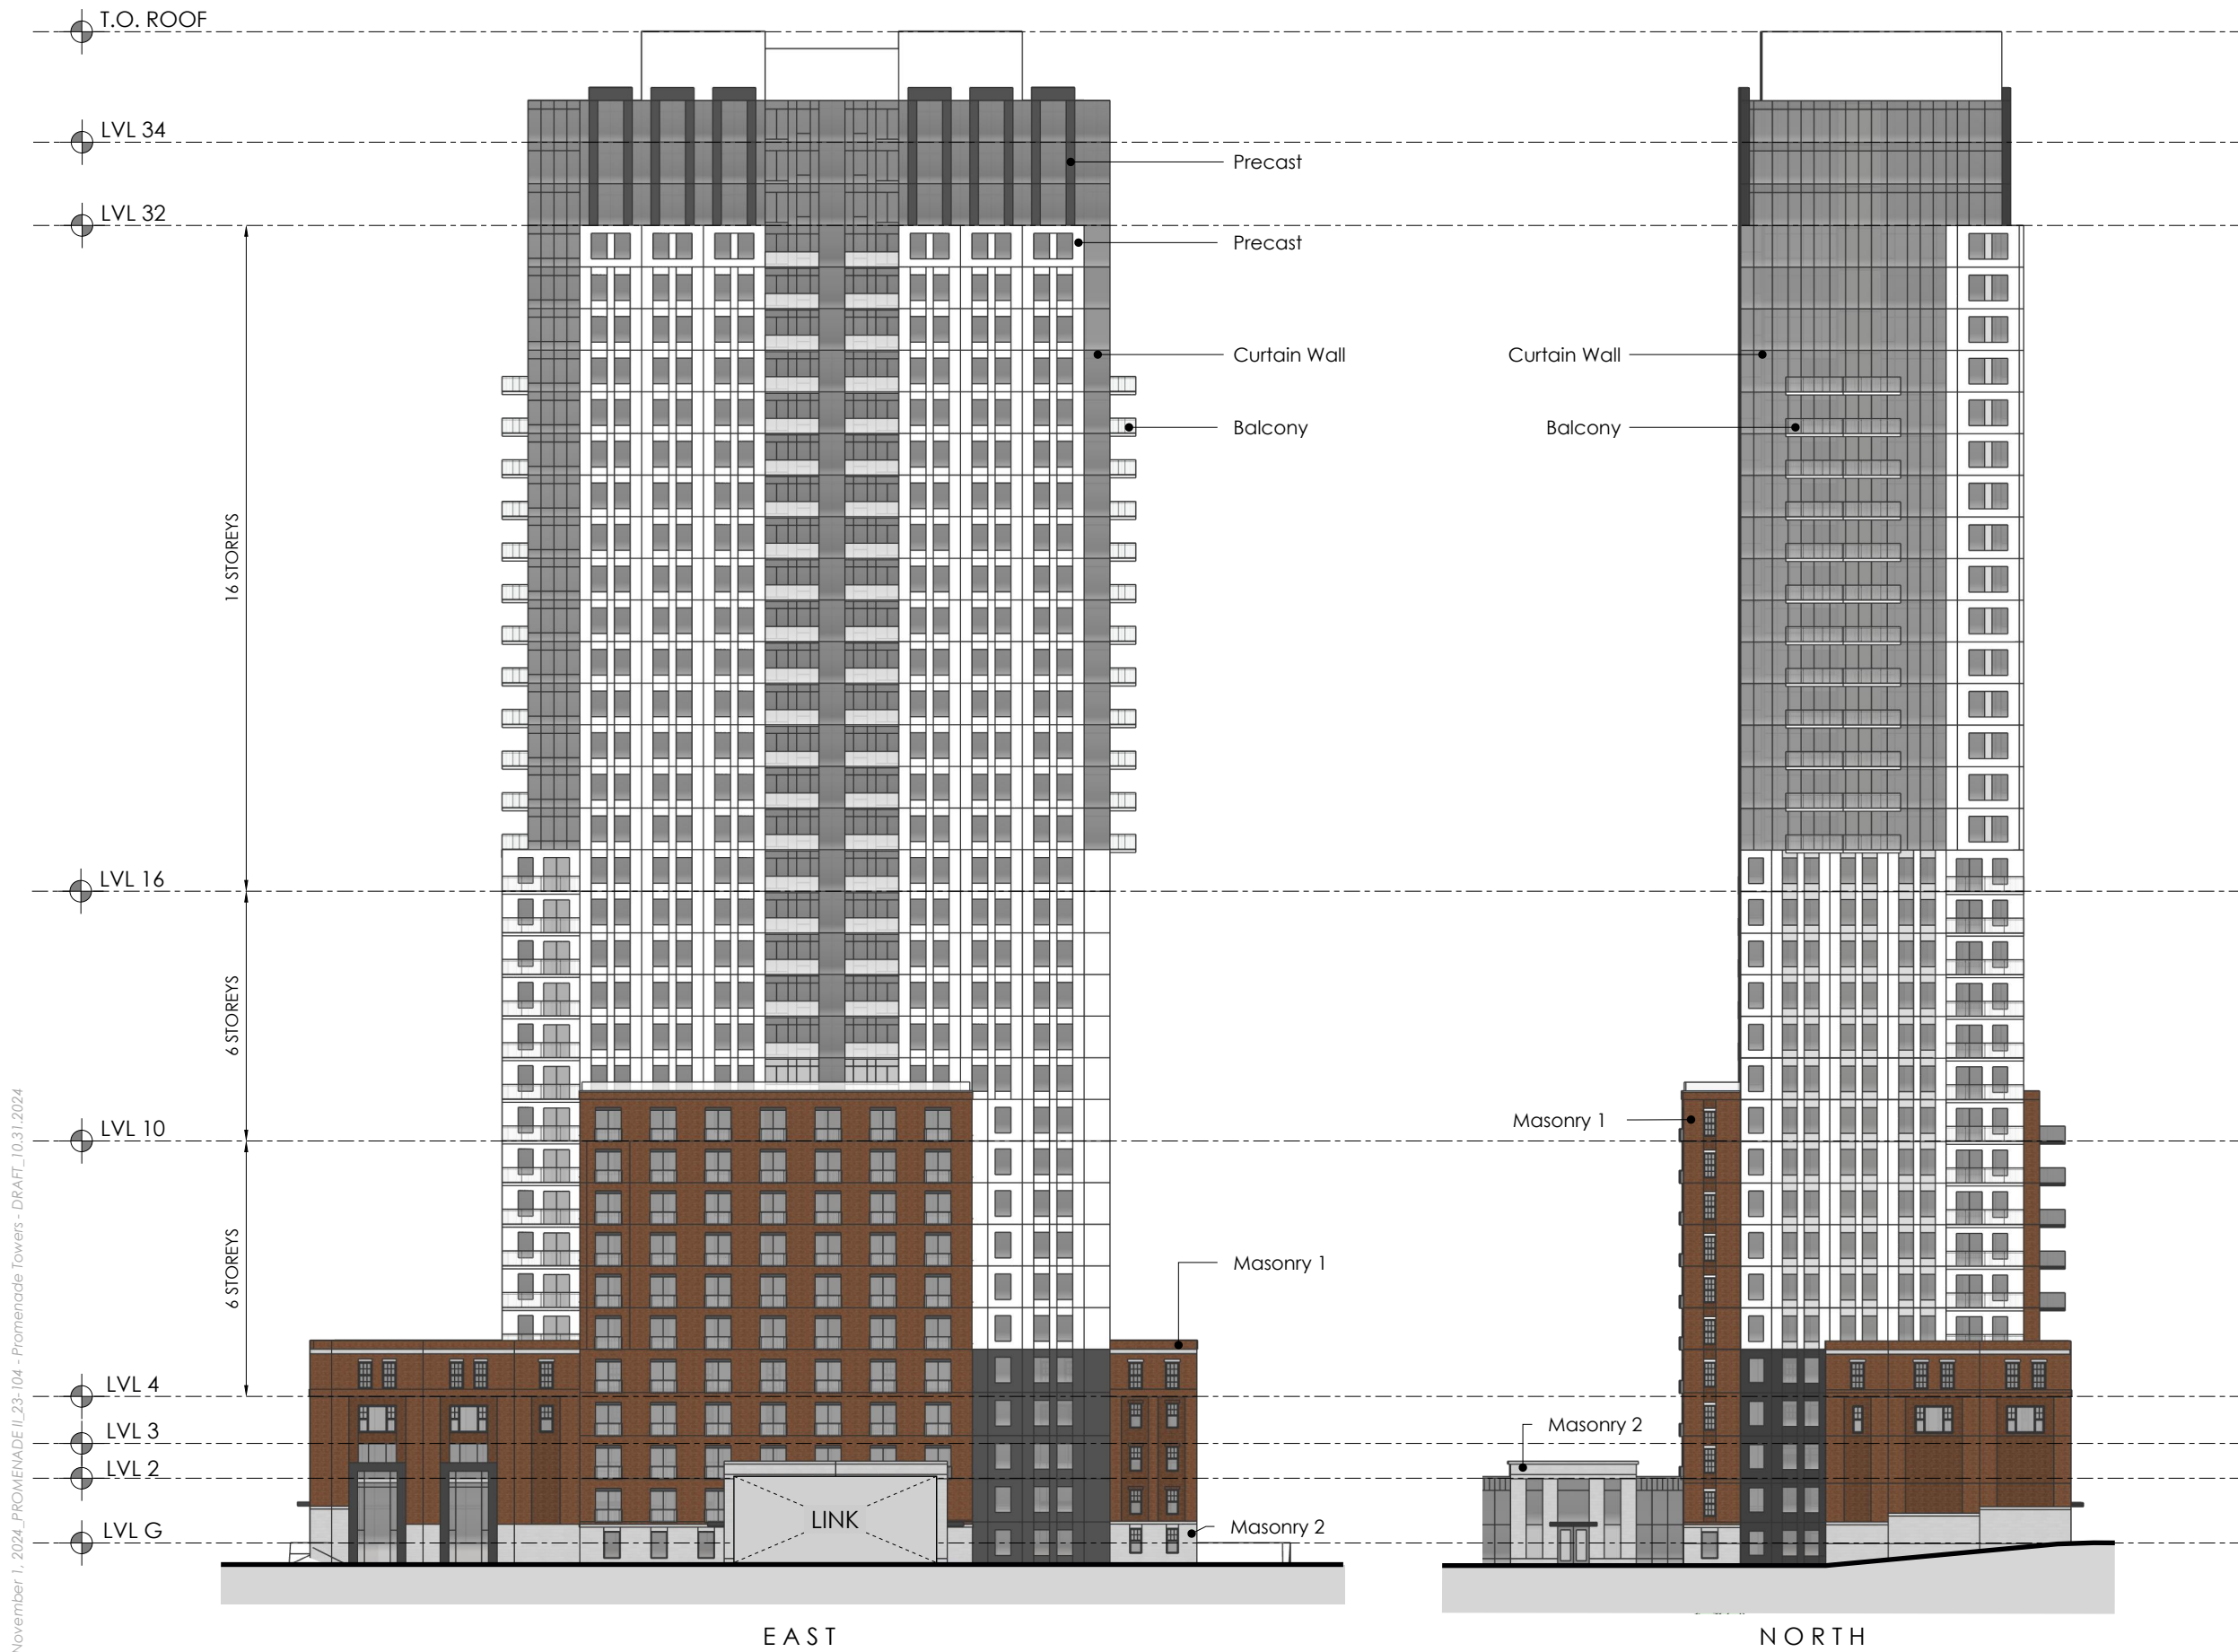 T.O. ROOF
LVL 34
Precast
LVL 32
Precast
Curtain Wall
Curtain Wall
Balcony
Balcony
16 STOREYS
LVL 16
6 STOREYS
LVL 10
Masonry 1
6 STOREYS
Masonry 1
LVL 4
LVL 3
Masonry 2
LVL 2
LVL G
LINK
Masonry 2
EAST
NORTH
November 1, 2024_PROMENADE II_23-104 - Promenade Towers - DRAFT_10.31.2024